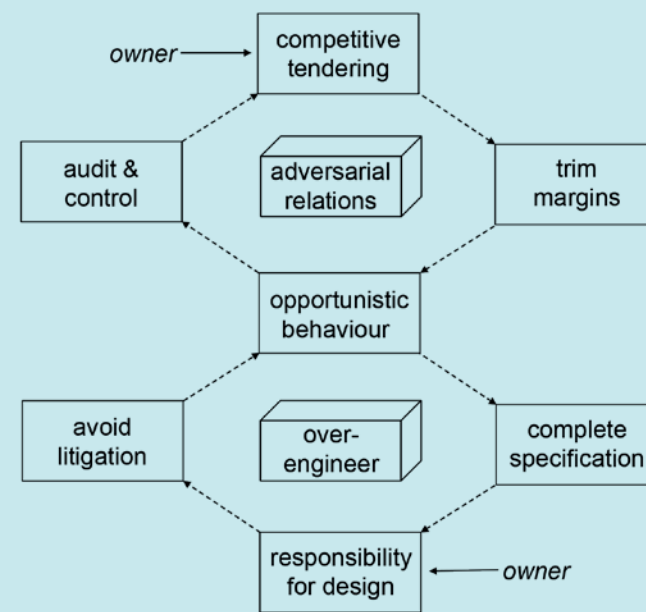 competitive
owner
tendering
audit &
control
adversarial
relations
trim
margins
opportunistic
behaviour
avoid
litigation
over-
engineer
complete
specification
responsibility
for design
owner